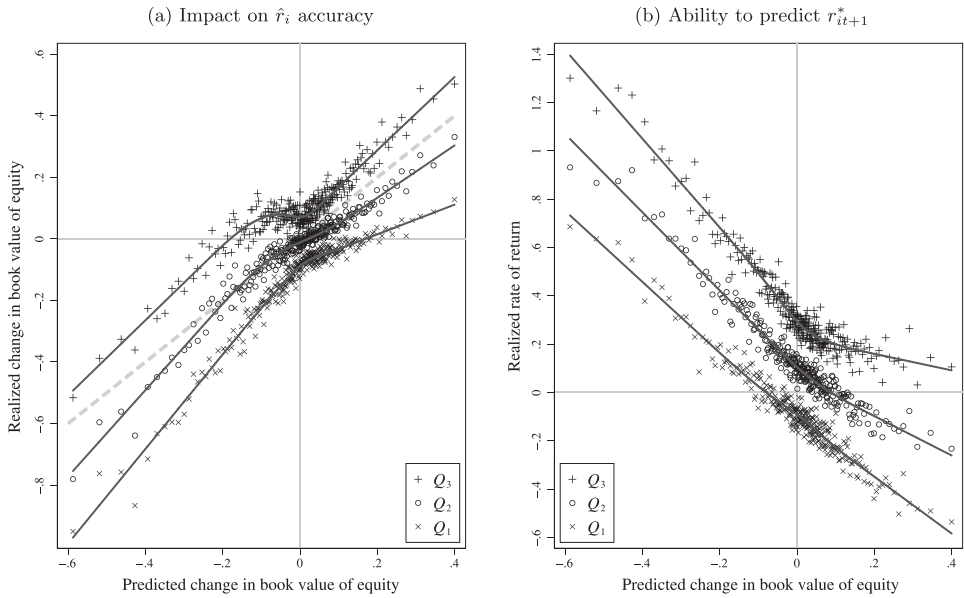 (a) Impact on r̂i accuracy
Realized change in book value of equity
.6
.4
.2
0
-.2
-.4
-.6
-.8
Q3
Q2
Q1
-.6 -.4 -.2 0 .2 .4
Predicted change in book value of equity
(b) Ability to predict r*it+1
Realized rate of return
1.4
1.2
1
.8
.6
.4
.2
0
-.2
-.4
-.6
Q3
Q2
Q1
-.6 -.4 -.2 0 .2 .4
Predicted change in book value of equity